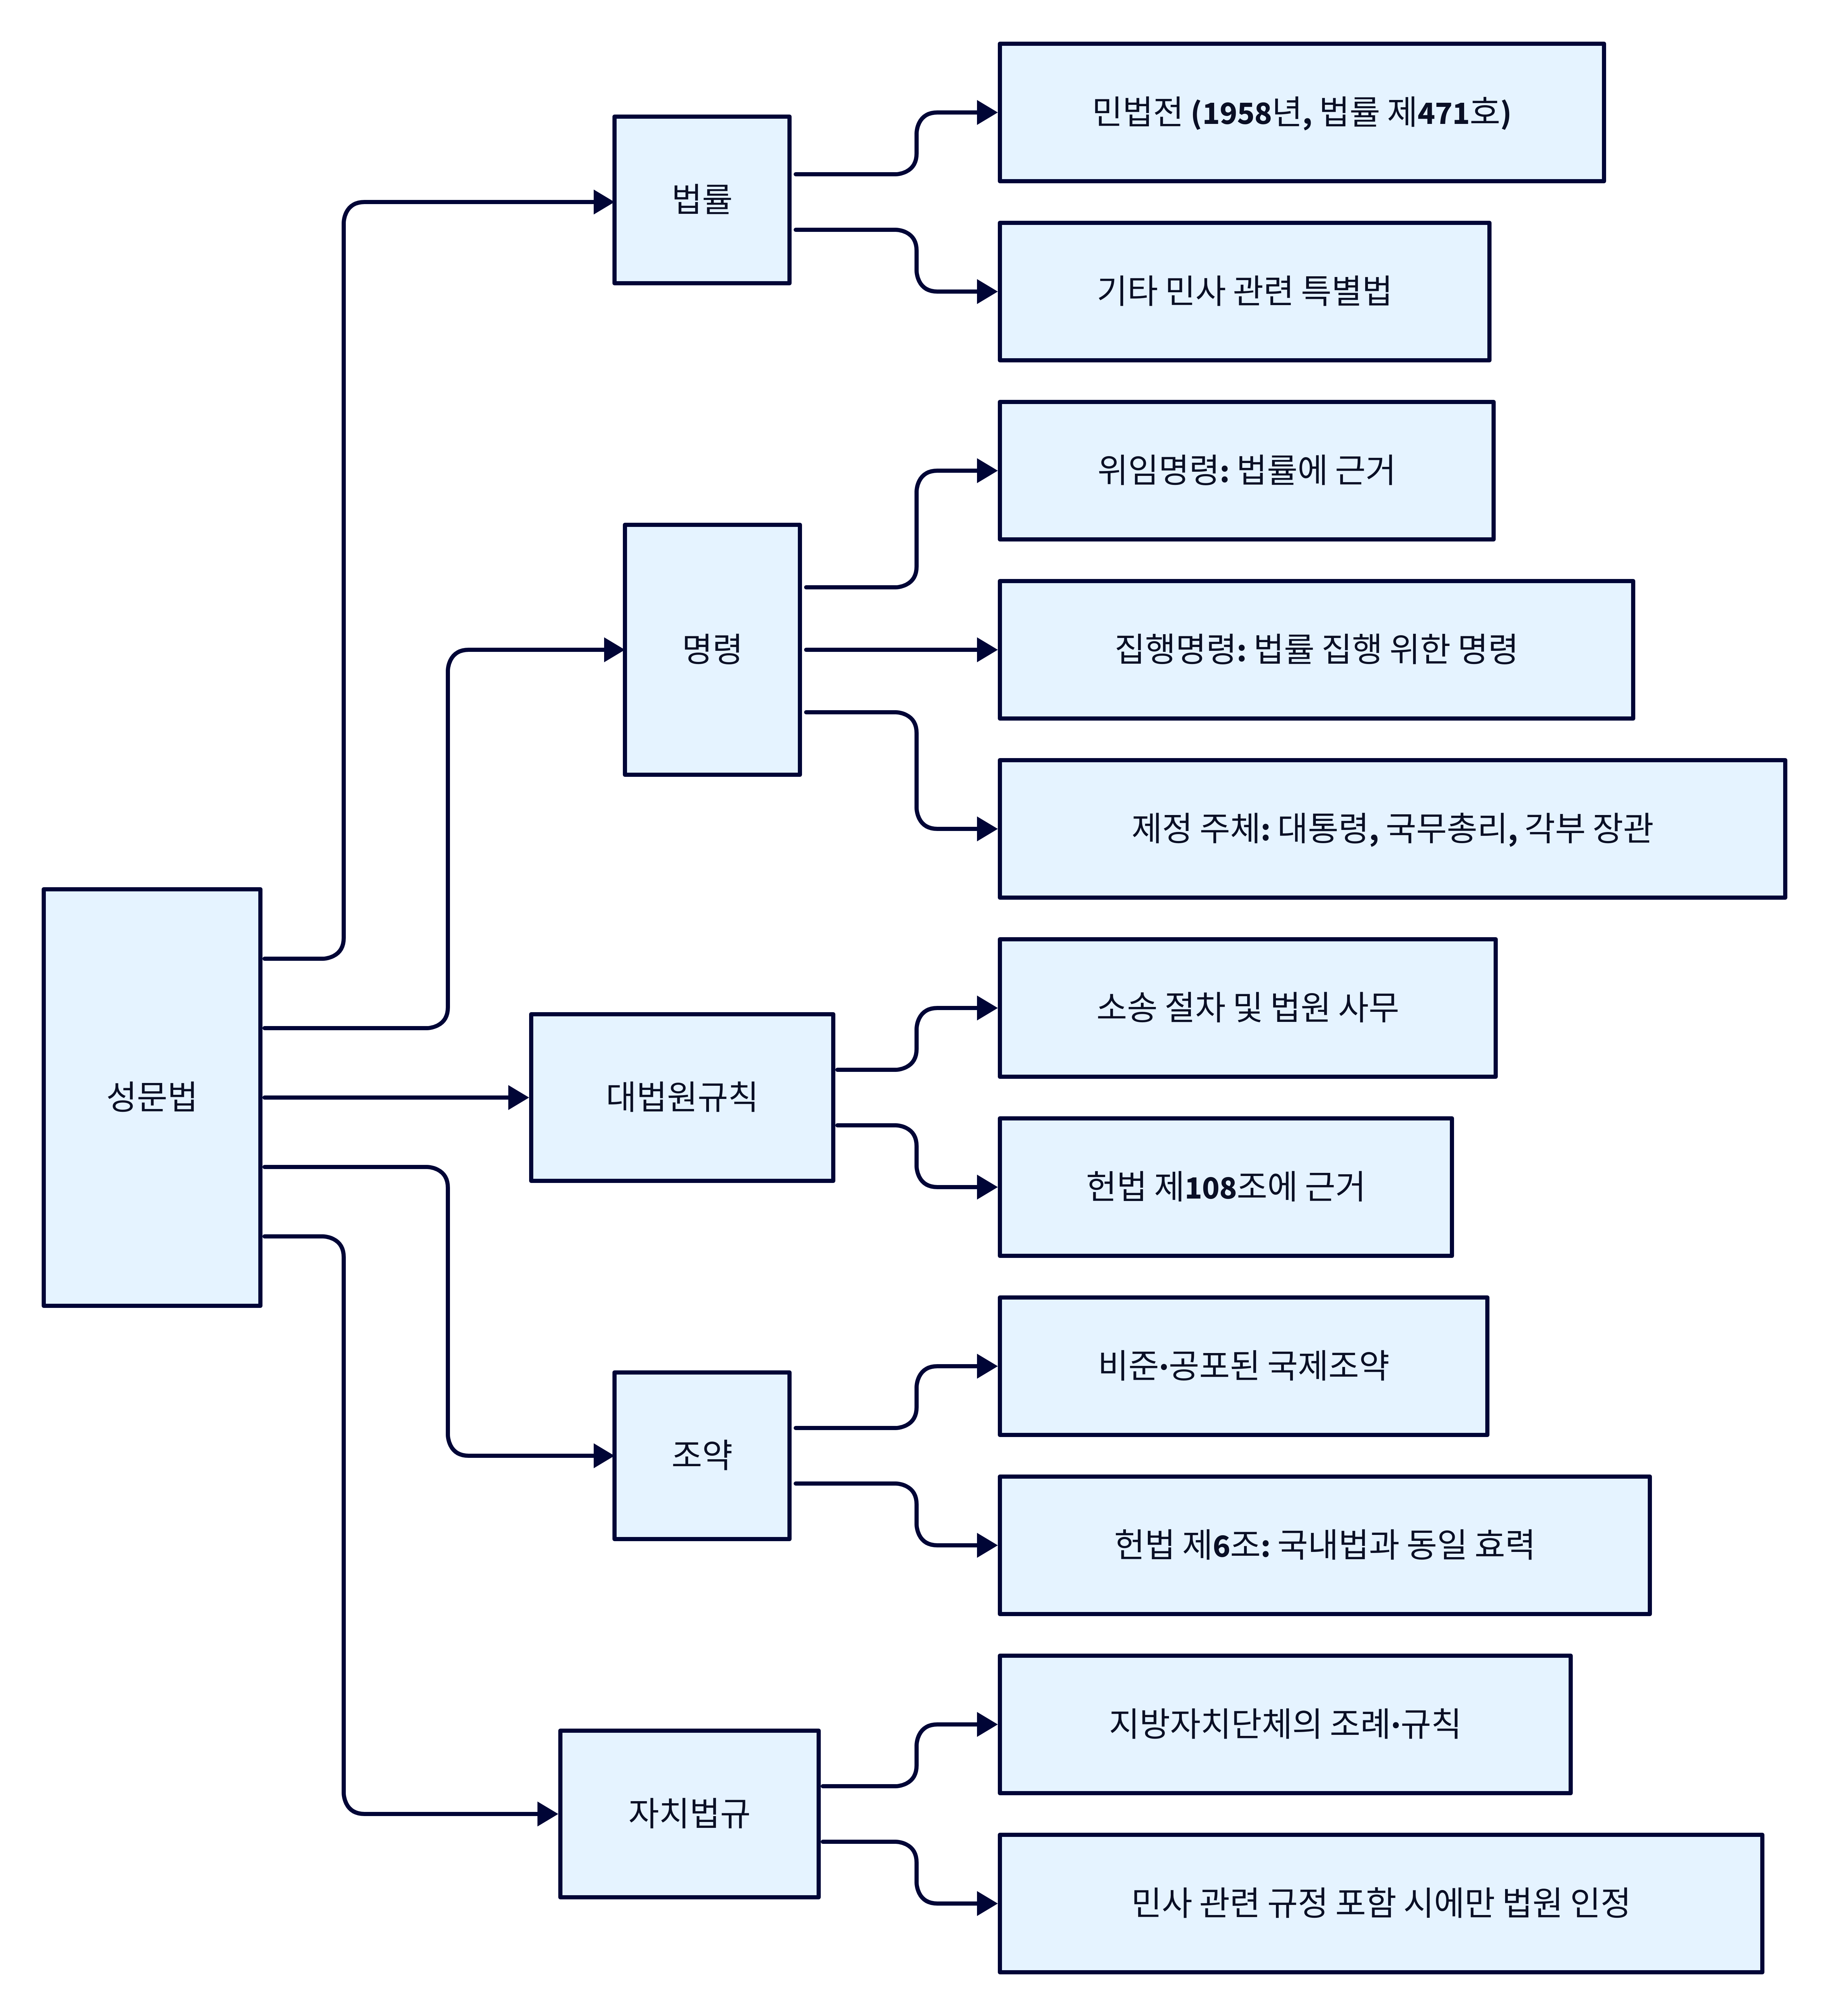 성문법
법률
민법전 (1958년, 법률 제471호)
기타 민사 관련 특별법
명령
위임명령: 법률에 근거
집행명령: 법률 집행 위한 명령
제정 주체: 대통령, 국무총리, 각부 장관
대법원규칙
소송 절차 및 법원 사무
헌법 제108조에 근거
조약
비준·공포된 국제조약
헌법 제6조: 국내법과 동일 효력
자치법규
지방자치단체의 조례·규칙
민사 관련 규정 포함 시에만 법원 인정